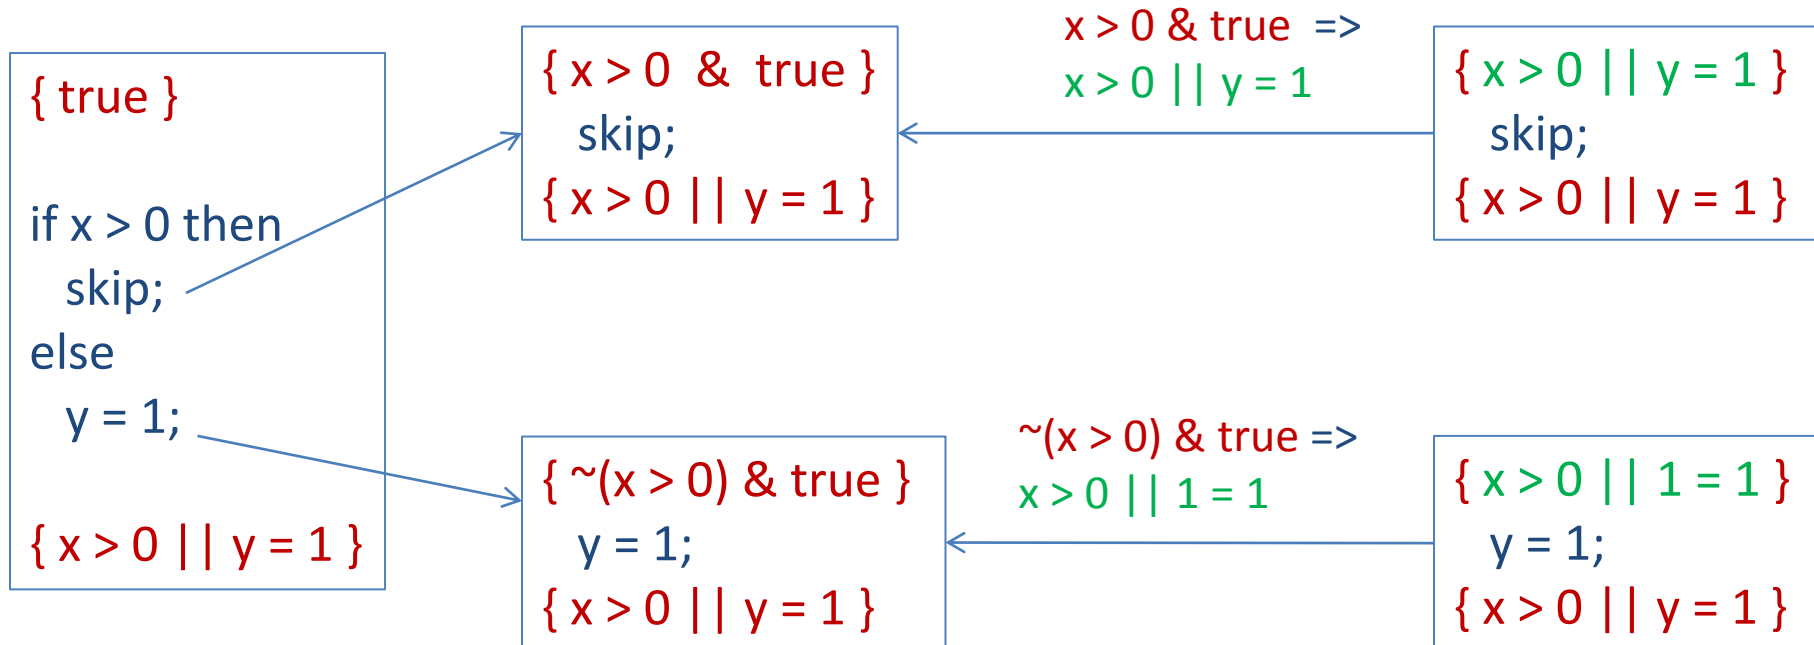 { true }
if x > 0 then
skip;
else
y = 1;
{ x > 0 || y = 1 }
{ x > 0 & true }
skip;
{ x > 0 || y = 1 }
x > 0 & true =>
x > 0 || y = 1
{ x > 0 || y = 1 }
skip;
{ x > 0 || y = 1 }
{ ~(x > 0) & true }
y = 1;
{ x > 0 || y = 1 }
~(x > 0) & true =>
x > 0 || 1 = 1
{ x > 0 || 1 = 1 }
y = 1;
{ x > 0 || y = 1 }